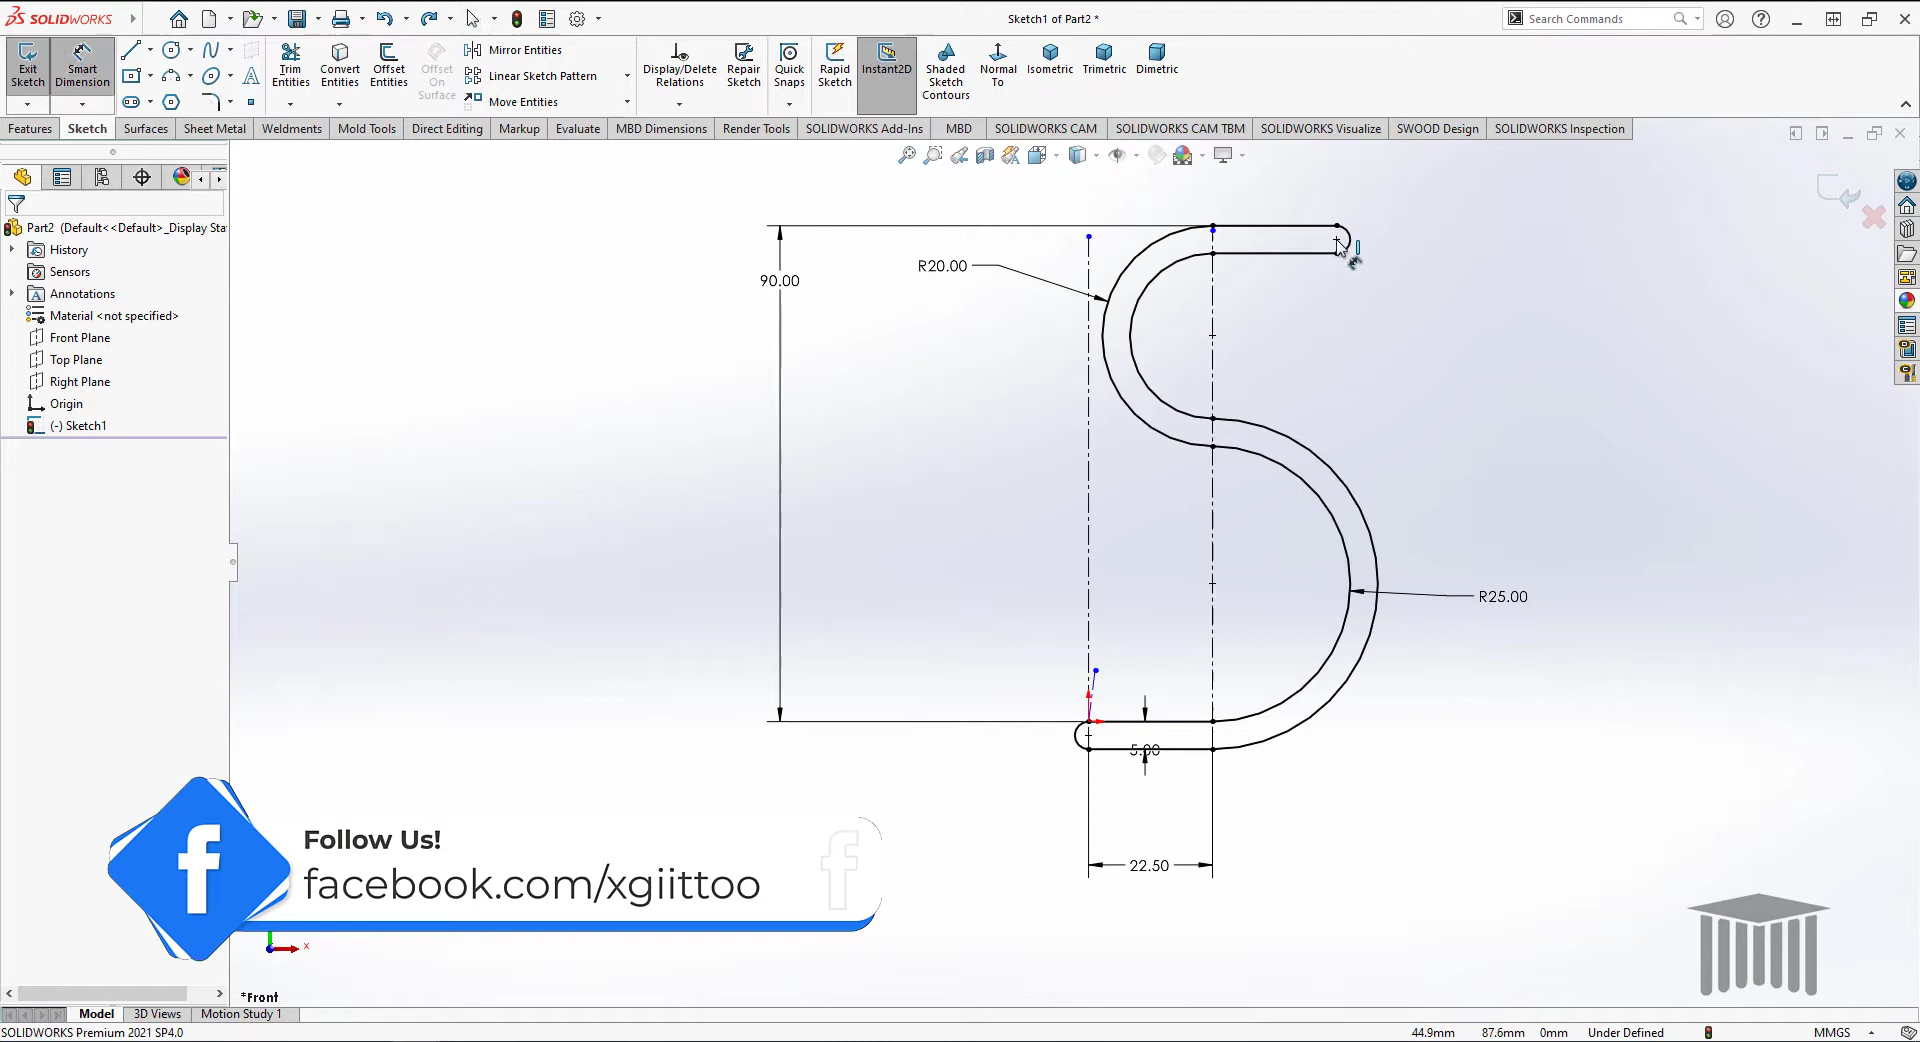 SOLIDWORKS
Sketch1 of Part2 *
Search Commands
Exit Sketch
Smart Dimension
Trim Entities
Convert Entities
Offset Entities
Offset On Surface
Mirror Entities
Linear Sketch Pattern
Move Entities
Display/Delete Relations
Repair Sketch
Quick Snaps
Rapid Sketch
Instant2D
Shaded Sketch Contours
Normal To
Isometric
Trimetric
Dimetric
Features Sketch Surfaces Sheet Metal Weldments Mold Tools Direct Editing Markup Evaluate MBD Dimensions Render Tools SOLIDWORKS Add-Ins MBD SOLIDWORKS CAM SOLIDWORKS CAM TBM SOLIDWORKS Visualize SWOOD Design SOLIDWORKS Inspection
Part2 (Default<<Default>_Display Sta
History
Sensors
Annotations
Material <not specified>
Front Plane
Top Plane
Right Plane
Origin
(-) Sketch1
R20.00
90.00
R25.00
5.00
22.50
Follow Us!
facebook.com/xgiittoo
x
*Front
Model 3D Views Motion Study 1
SOLIDWORKS Premium 2021 SP4.0
44.9mm 87.6mm 0mm Under Defined MMGS